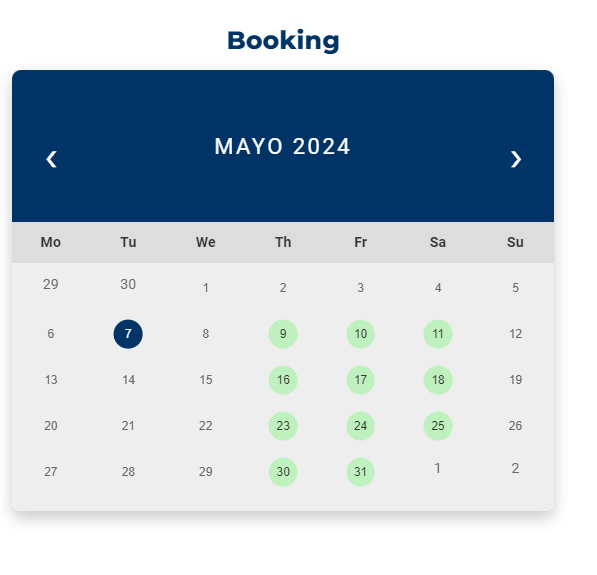 Booking
❮
MAYO 2024
❯
Mo Tu We Th Fr Sa Su
29 30 1 2 3 4 5
6 7 8 9 10 11 12
13 14 15 16 17 18 19
20 21 22 23 24 25 26
27 28 29 30 31 1 2